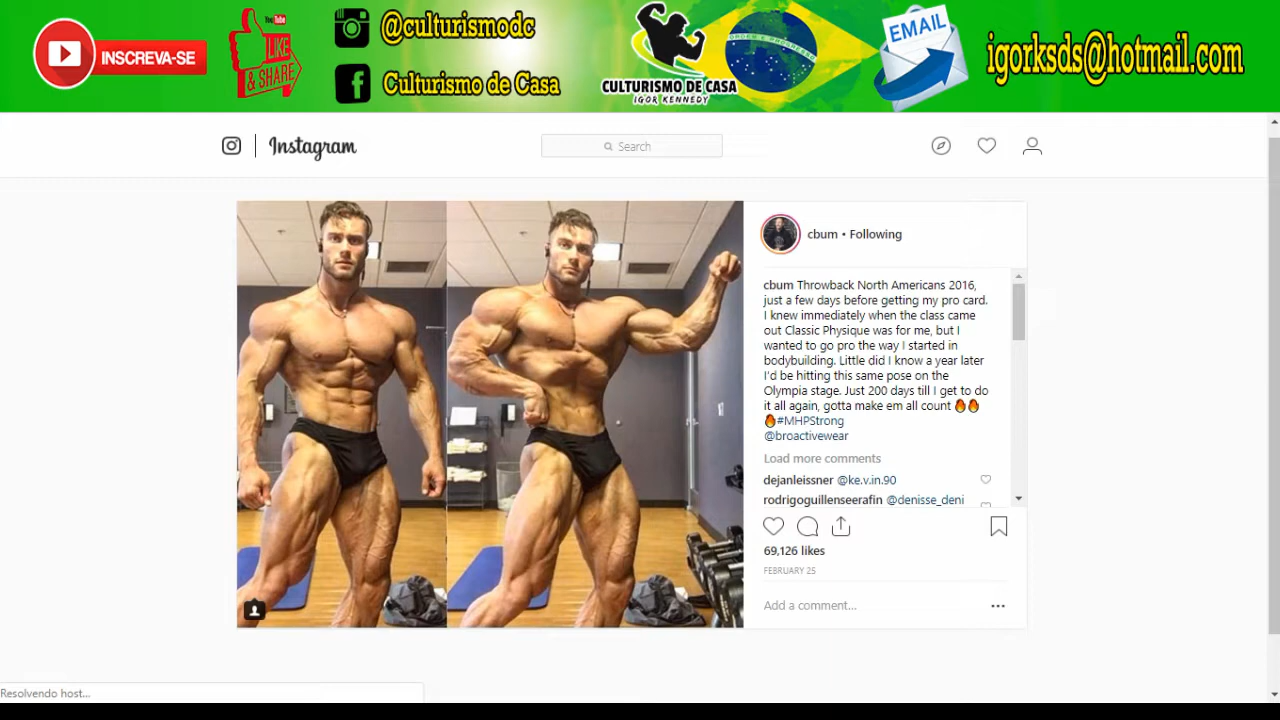 You Tube
LIKE
& SHARE
INSCREVA-SE
@culturismodc
Culturismo de Casa
CULTURISMO DE CASA
IGOR KENNEDY
ORDEM E PROGRESSO
EMAIL
igorksds@hotmail.com
Instagram
Search
cbum • Following
cbum Throwback North Americans 2016,
just a few days before getting my pro card.
I knew immediately when the class came
out Classic Physique was for me, but I
wanted to go pro the way I started in
bodybuilding. Little did I know a year later
I'd be hitting this same pose on the
Olympia stage. Just 200 days till I get to do
it all again, gotta make em all count 🔥🔥
🔥#MHPStrong
@broactivewear
Load more comments
dejanleissner @ke.v.in.90
rodrigoguillenseerafin @denisse_deni
69,126 likes
FEBRUARY 25
Add a comment...
Resolvendo host...